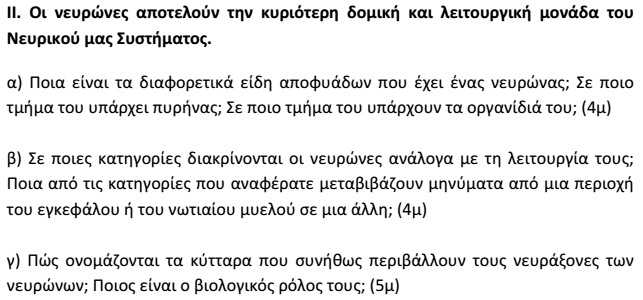 II. Οι νευρώνες αποτελούν την κυριότερη δομική και λειτουργική μονάδα του
Νευρικού μας Συστήματος.
α) Ποια είναι τα διαφορετικά είδη αποφυάδων που έχει ένας νευρώνας; Σε ποιο
τμήμα του υπάρχει πυρήνας; Σε ποιο τμήμα του υπάρχουν τα οργανίδιά του; (4μ)
β) Σε ποιες κατηγορίες διακρίνονται οι νευρώνες ανάλογα με τη λειτουργία τους;
Ποια από τις κατηγορίες που αναφέρατε μεταβιβάζουν μηνύματα από μια περιοχή
του εγκεφάλου ή του νωτιαίου μυελού σε μια άλλη; (4μ)
γ) Πώς ονομάζονται τα κύτταρα που συνήθως περιβάλλουν τους νευράξονες των
νευρώνων; Ποιος είναι ο βιολογικός ρόλος τους; (5μ)